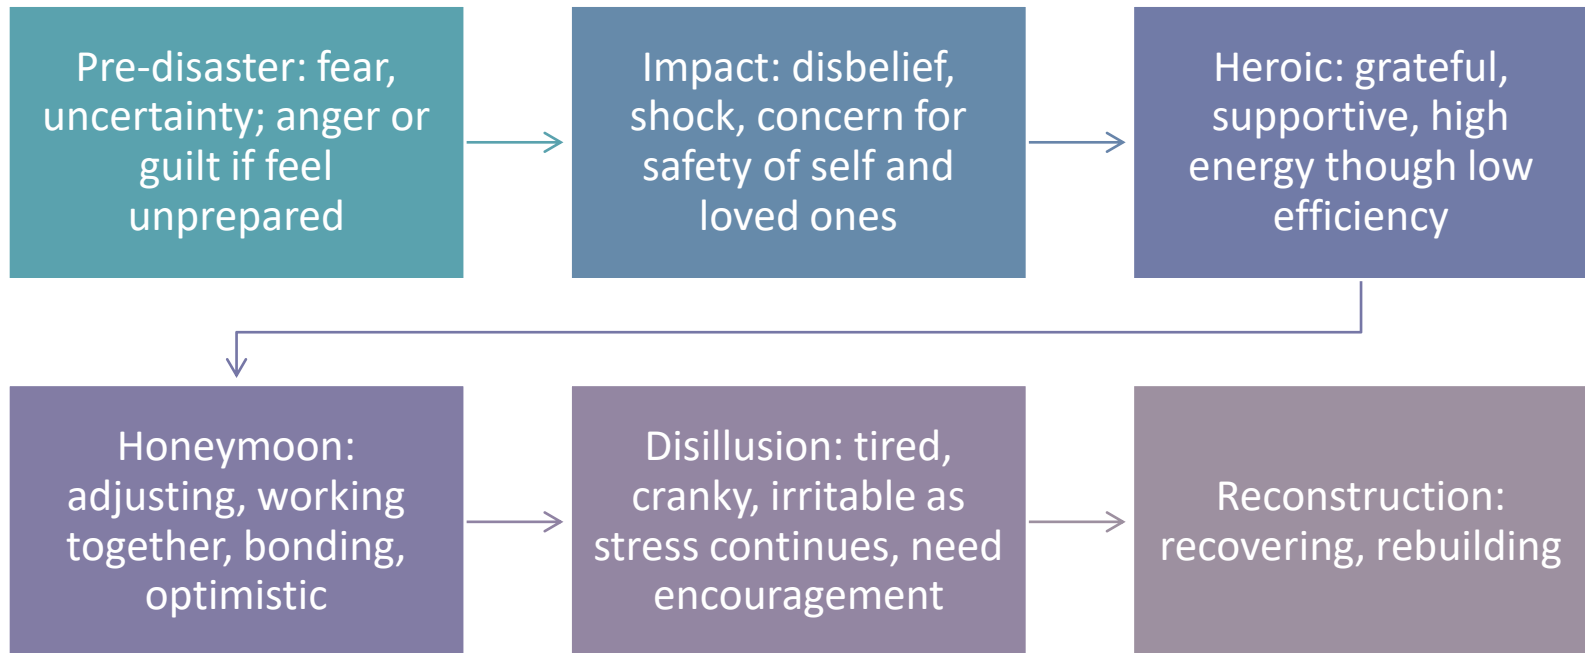 Pre-disaster: fear,
uncertainty; anger or
guilt if feel
unprepared
Impact: disbelief,
shock, concern for
safety of self and
loved ones
Heroic: grateful,
supportive, high
energy though low
efficiency
Honeymoon:
adjusting, working
together, bonding,
optimistic
Disillusion: tired,
cranky, irritable as
stress continues, need
encouragement
Reconstruction:
recovering, rebuilding